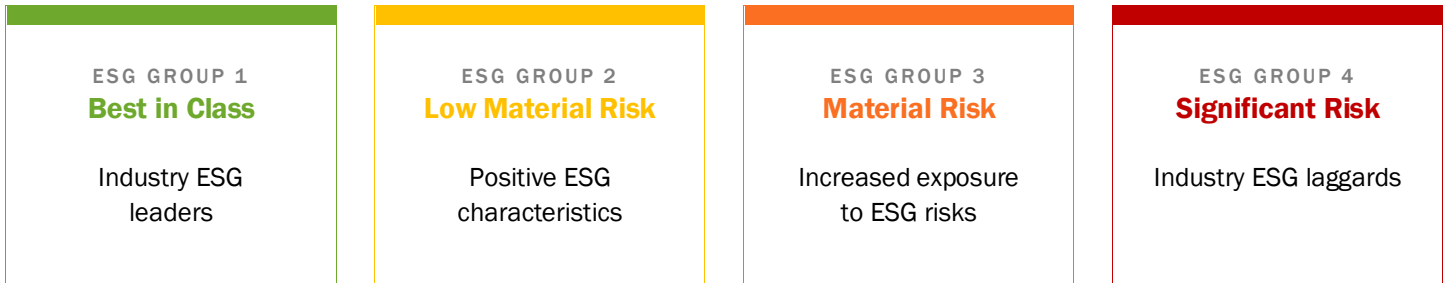 ESG GROUP 1
Best in Class
Industry ESG
leaders
ESG GROUP 2
Low Material Risk
Positive ESG
characteristics
ESG GROUP 3
Material Risk
Increased exposure
to ESG risks
ESG GROUP 4
Significant Risk
Industry ESG laggards